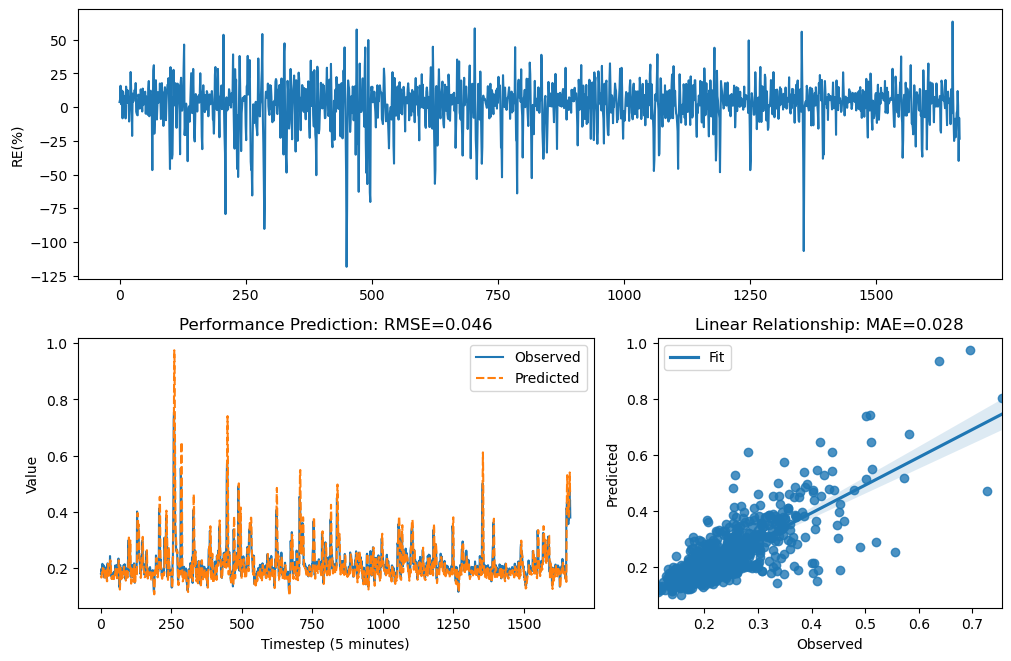 50
25
0
−25
−50
−75
−100
−125
RE(%)
0 250 500 750 1000 1250 1500
Performance Prediction: RMSE=0.046
1.0
0.8
0.6
0.4
0.2
Value
Observed
Predicted
0 250 500 750 1000 1250 1500
Timestep (5 minutes)
Linear Relationship: MAE=0.028
1.0
0.8
0.6
0.4
0.2
Predicted
Fit
0.2 0.3 0.4 0.5 0.6 0.7
Observed